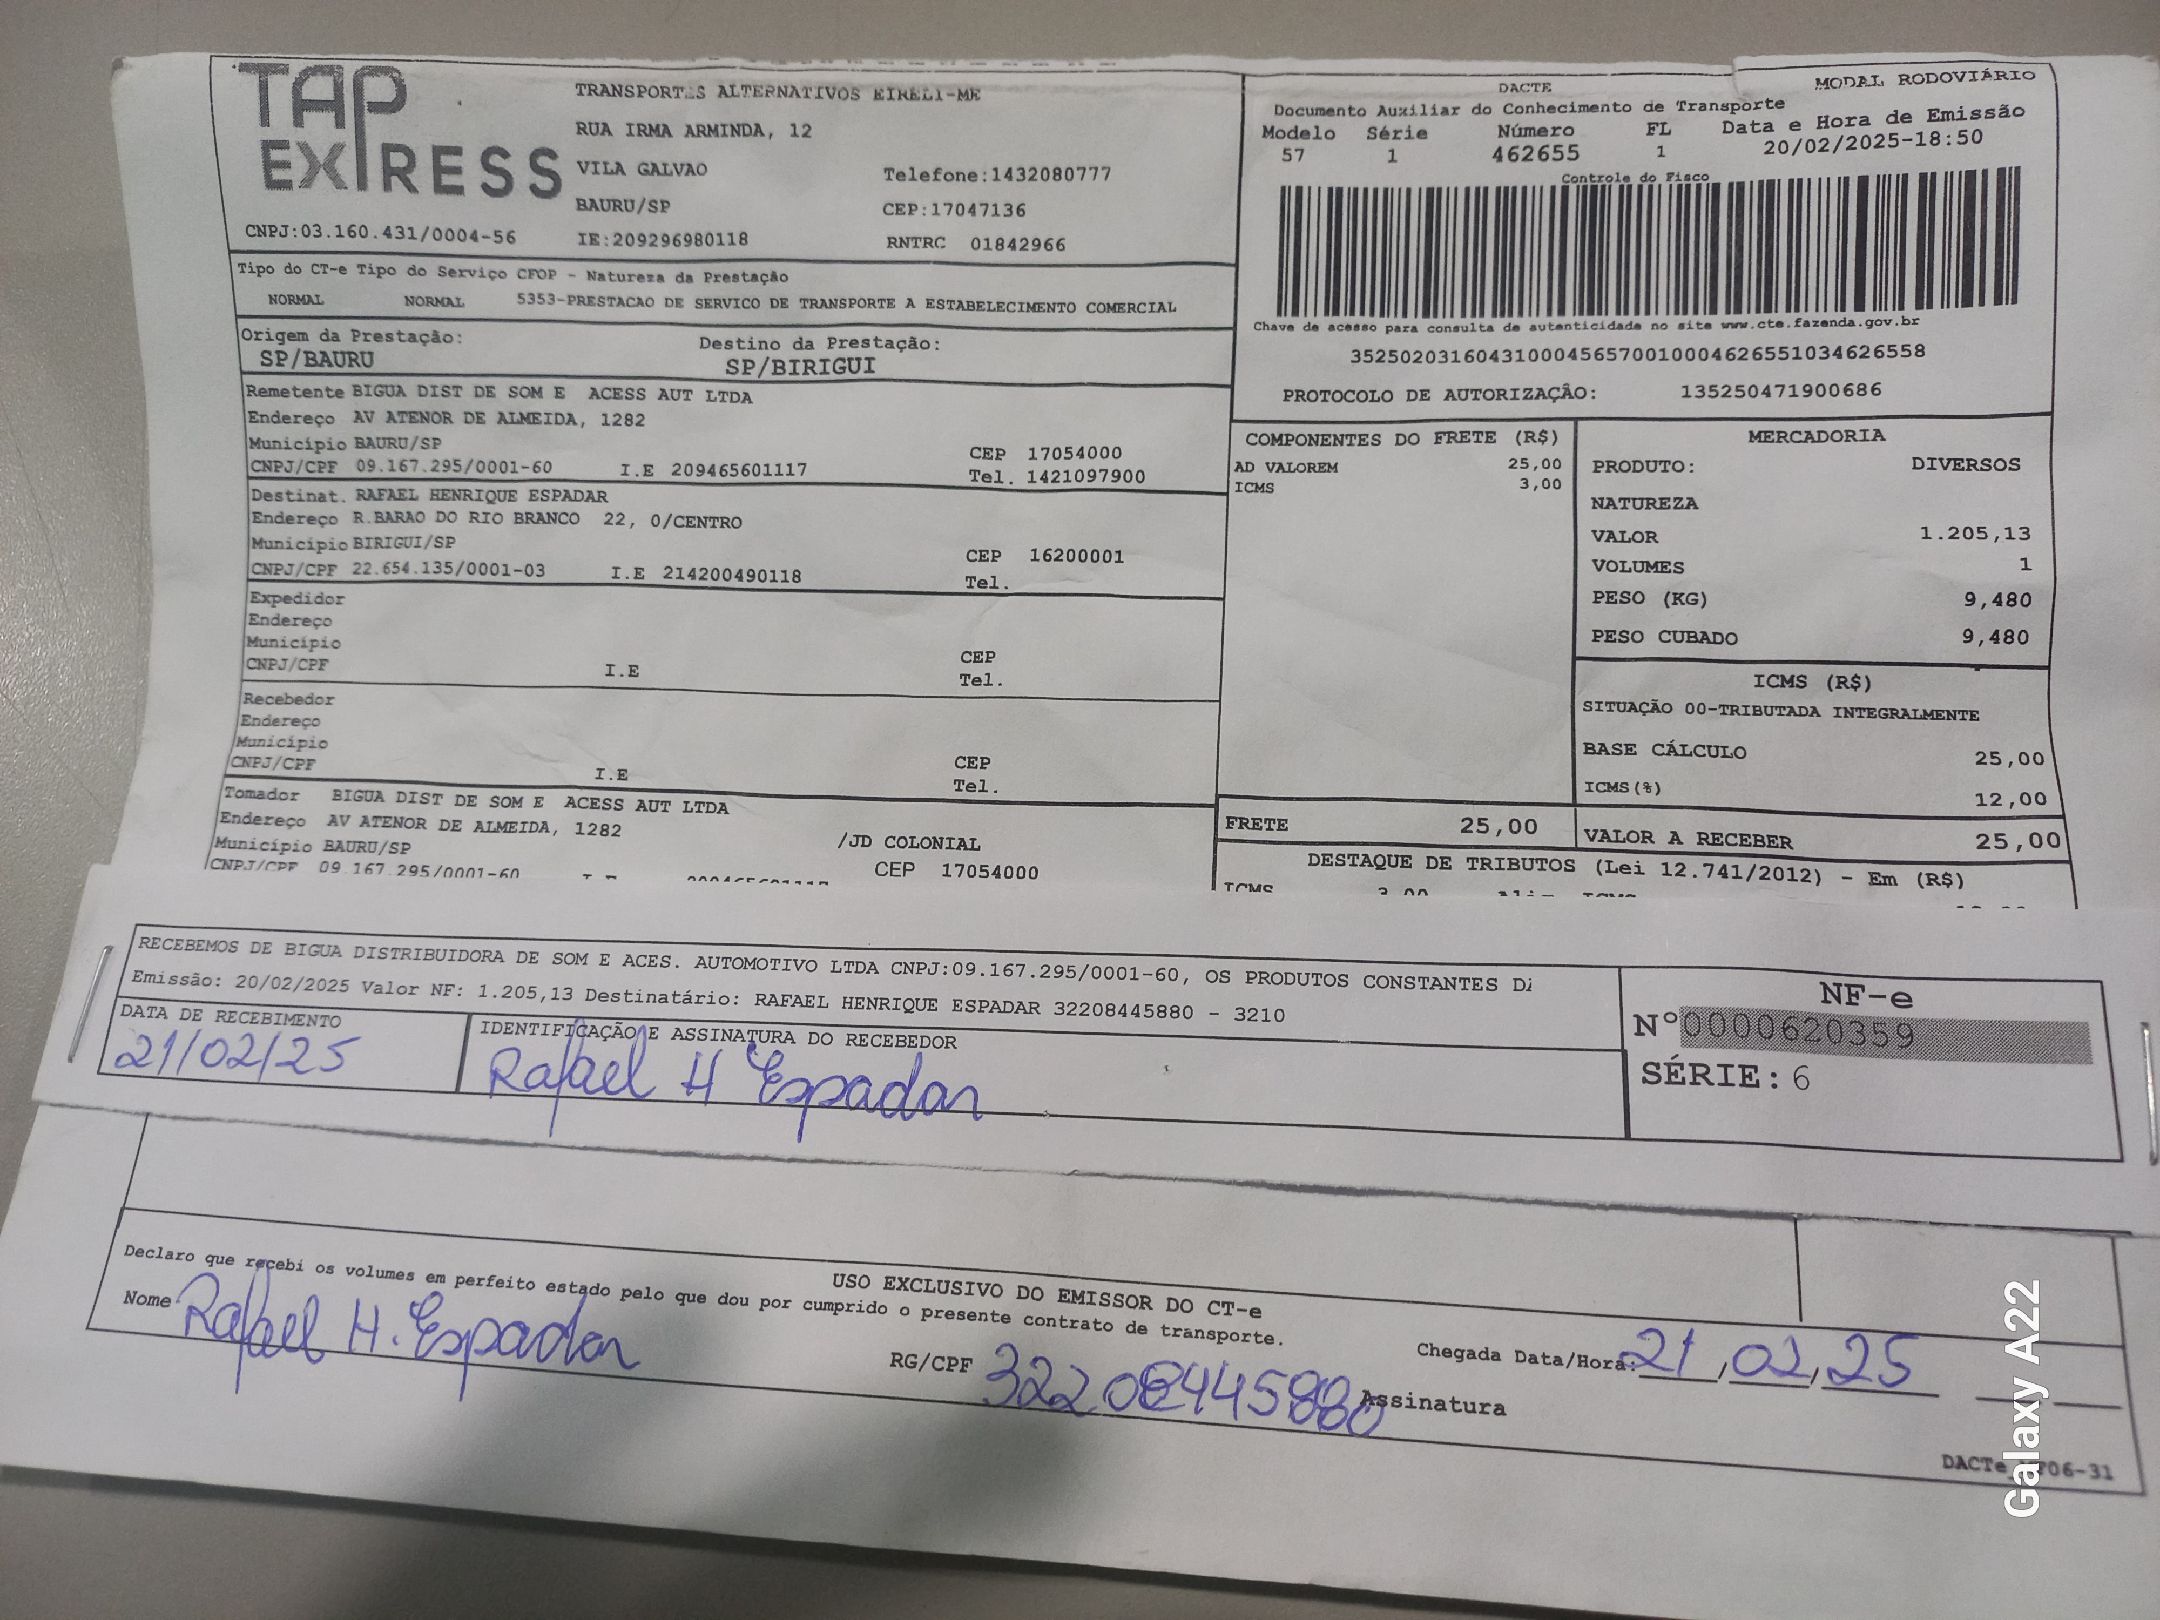 TAP EXPRESS
TRANSPORTES ALTERNATIVOS EIRELI-ME
RUA IRMA ARMINDA, 12
VILA GALVAO Telefone:1432080777
BAURU/SP CEP:17047136
CNPJ:03.160.431/0004-56 IE:209296980118 RNTRC 01842966
DACTE MODAL RODOVIÁRIO
Documento Auxiliar do Conhecimento de Transporte
Modelo Série Número FL Data e Hora de Emissão
57 1 462655 1 20/02/2025-18:50
Controle do Fisco
Chave de acesso para consulta de autenticidade no site www.cte.fazenda.gov.br
35250203160431000456570010004626551034626558
PROTOCOLO DE AUTORIZAÇÃO: 135250471900686
Tipo do CT-e Tipo do Serviço CFOP - Natureza da Prestação
NORMAL NORMAL 5353-PRESTACAO DE SERVICO DE TRANSPORTE A ESTABELECIMENTO COMERCIAL
Origem da Prestação: Destino da Prestação:
SP/BAURU SP/BIRIGUI
Remetente BIGUA DIST DE SOM E ACESS AUT LTDA
Endereço AV ATENOR DE ALMEIDA, 1282
Município BAURU/SP CEP 17054000
CNPJ/CPF 09.167.295/0001-60 I.E 209465601117 Tel. 1421097900
Destinat. RAFAEL HENRIQUE ESPADAR
Endereço R.BARAO DO RIO BRANCO 22, 0/CENTRO
Município BIRIGUI/SP CEP 16200001
CNPJ/CPF 22.654.135/0001-03 I.E 214200490118 Tel.
Expedidor
Endereço
Município CEP
CNPJ/CPF I.E Tel.
Recebedor
Endereço
Município CEP
CNPJ/CPF I.E Tel.
Tomador BIGUA DIST DE SOM E ACESS AUT LTDA
Endereço AV ATENOR DE ALMEIDA, 1282 /JD COLONIAL
Município BAURU/SP CEP 17054000
CNPJ/CPF 09.167.295/0001-60
COMPONENTES DO FRETE (R$)
AD VALOREM 25,00
ICMS 3,00
MERCADORIA
PRODUTO: DIVERSOS
NATUREZA
VALOR 1.205,13
VOLUMES 1
PESO (KG) 9,480
PESO CUBADO 9,480
ICMS (R$)
SITUAÇÃO 00-TRIBUTADA INTEGRALMENTE
BASE CÁLCULO 25,00
ICMS(%) 12,00
FRETE 25,00 VALOR A RECEBER 25,00
DESTAQUE DE TRIBUTOS (Lei 12.741/2012) - Em (R$)
ICMS 3,00
RECEBEMOS DE BIGUA DISTRIBUIDORA DE SOM E ACES. AUTOMOTIVO LTDA CNPJ:09.167.295/0001-60, OS PRODUTOS CONSTANTES
Emissão: 20/02/2025 Valor NF: 1.205,13 Destinatário: RAFAEL HENRIQUE ESPADAR 32208445880 - 3210
DATA DE RECEBIMENTO IDENTIFICAÇÃO E ASSINATURA DO RECEBEDOR
21/02/25 Rafael H Espadar
NF-e
Nº0000620359
SÉRIE: 6
USO EXCLUSIVO DO EMISSOR DO CT-e
Declaro que recebi os volumes em perfeito estado pelo que dou por cumprido o presente contrato de transporte.
Nome Rafael H. Espadar RG/CPF 32208445880 Assinatura
Chegada Data/Hora: 21,02,25
DACTe
Galaxy A22